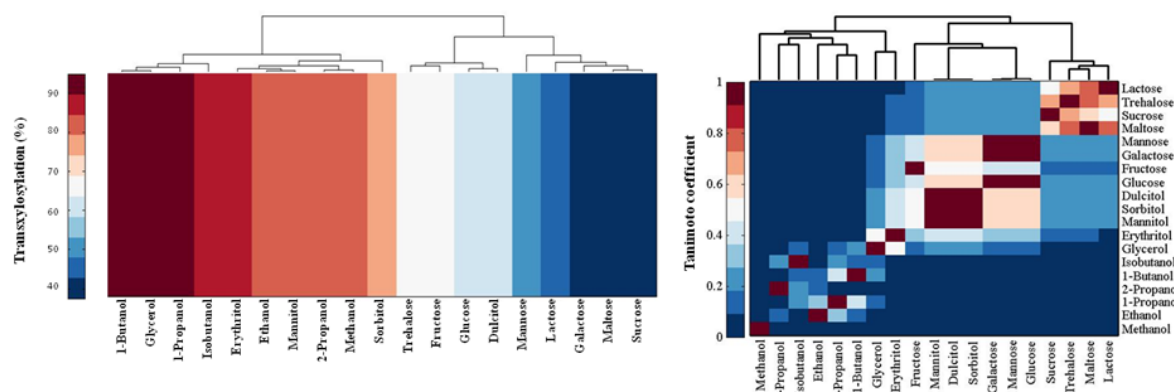 Transxylosylation (%)
90
80
70
60
50
40
1-Butanol
Glycerol
1-Propanol
Isobutanol
Erythritol
Ethanol
Mannitol
2-Propanol
Methanol
Sorbitol
Trehalose
Fructose
Glucose
Dulcitol
Mannose
Lactose
Galactose
Maltose
Sucrose
Tanimoto coefficient
1
0.8
0.6
0.4
0.2
0
Lactose
Trehalose
Sucrose
Maltose
Mannose
Galactose
Fructose
Glucose
Dulcitol
Sorbitol
Mannitol
Erythritol
Glycerol
Isobutanol
1-Butanol
2-Propano
1-Propano
Ethanol
Methanol
Methanol
-Propanol
sobutanol
Ethanol
-Propanol
1-Butanol
Glycerol
Erythritol
Fructose
Mannitol
Dulcitol
Sorbitol
Galactose
Mannose
Glucose
Sucrose
Trehalose
Maltose
Lactose